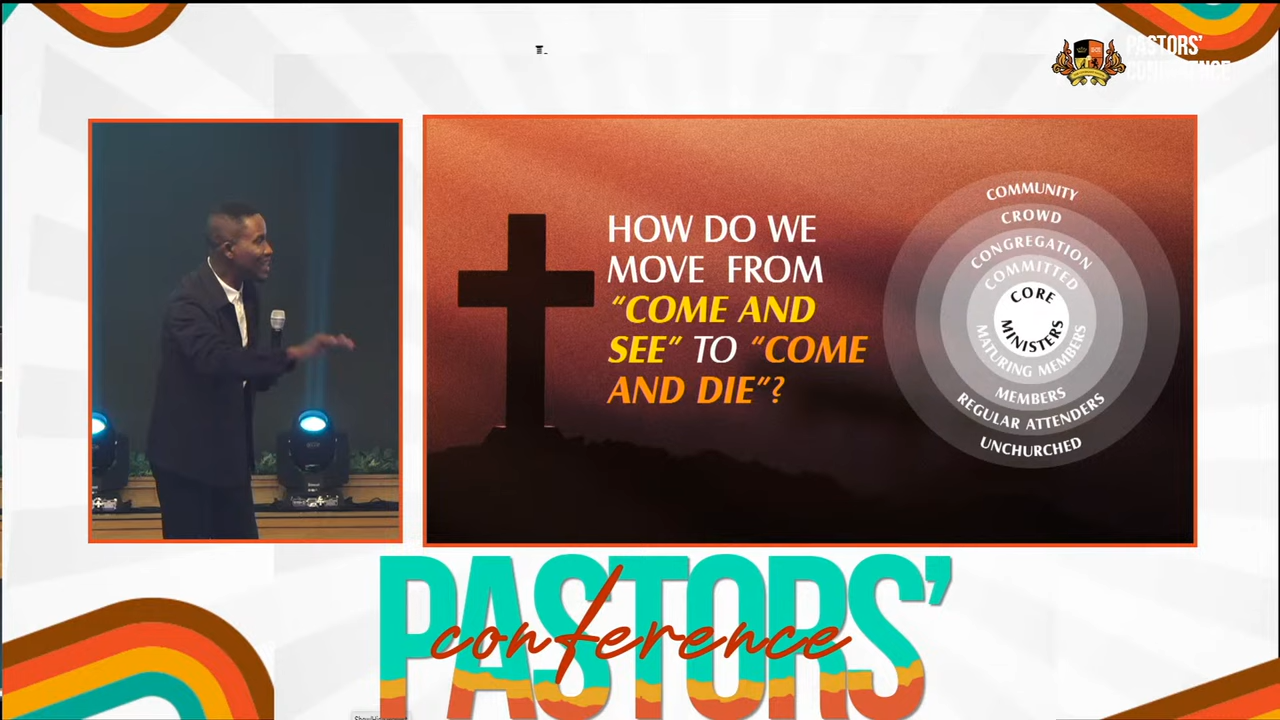 PASTORS'
CONFERENCE
HOW DO WE
MOVE FROM
“COME AND
SEE” TO “COME
AND DIE”?
COMMUNITY
CROWD
CONGREGATION
COMMITTED
CORE
MINISTERS
MATURING MEMBERS
MEMBERS
REGULAR ATTENDERS
UNCHURCHED
PASTORS’
conference